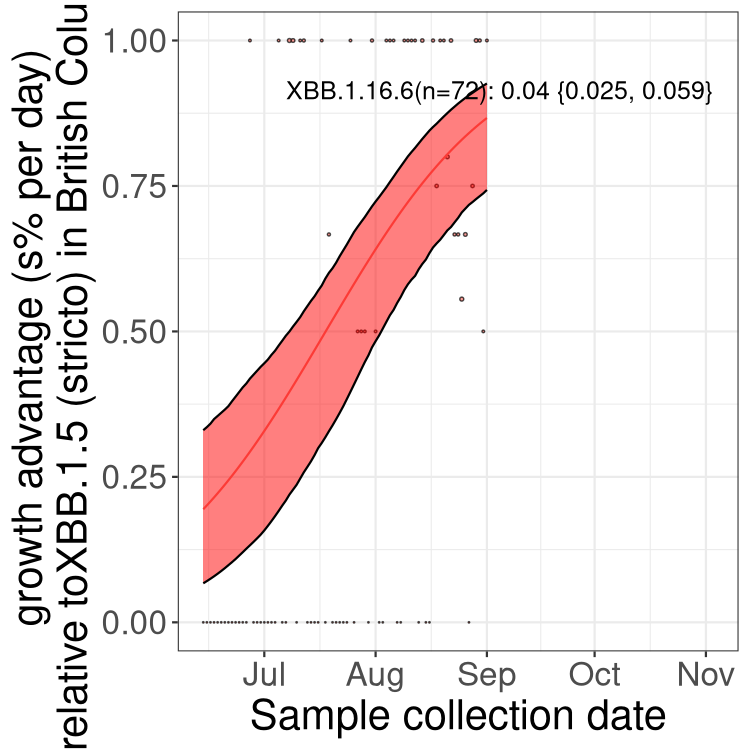 growth advantage (s% per day)
relative toXBB.1.5 (stricto) in British Colu
1.00
0.75
0.50
0.25
0.00
XBB.1.16.6(n=72): 0.04 {0.025, 0.059}
Jul Aug Sep Oct Nov
Sample collection date